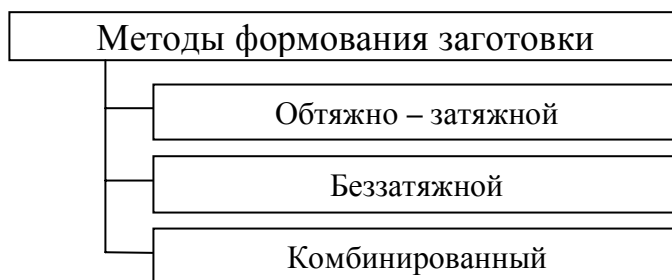 Методы формования заготовки
Обтяжно – затяжной
Беззатяжной
Комбинированный